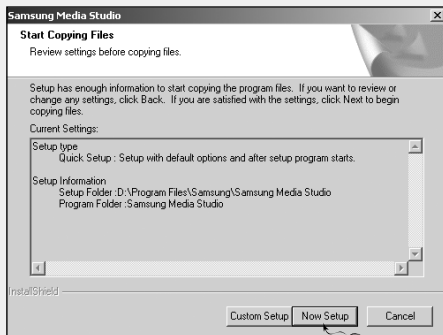 Samsung Media Studio
Start Copying Files
Review settings before copying files.
Setup has enough information to start copying the program files. If you want to review or
change any settings, click Back. If you are satisfied with the settings, click Next to begin
copying files.
Current Settings:
Setup type
Quick Setup : Setup with default options and after setup program starts.
Setup Information
Setup Folder :D:\Program Files\Samsung\Samsung Media Studio
Program Folder :Samsung Media Studio
InstallShield
Custom Setup Now Setup Cancel